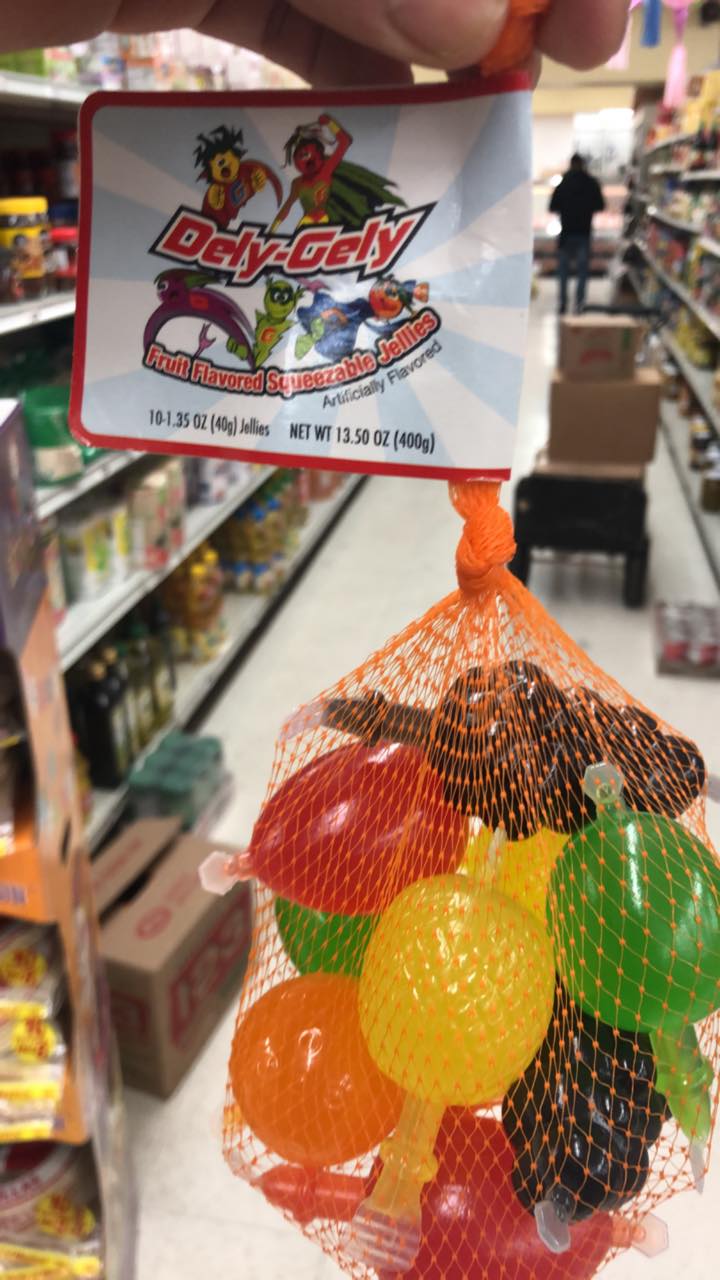 Dely-Gely
Fruit Flavored Squeezable Jellies
Artificially Flavored
10-1.35 OZ (40g) Jellies NET WT 13.50 OZ (400g)